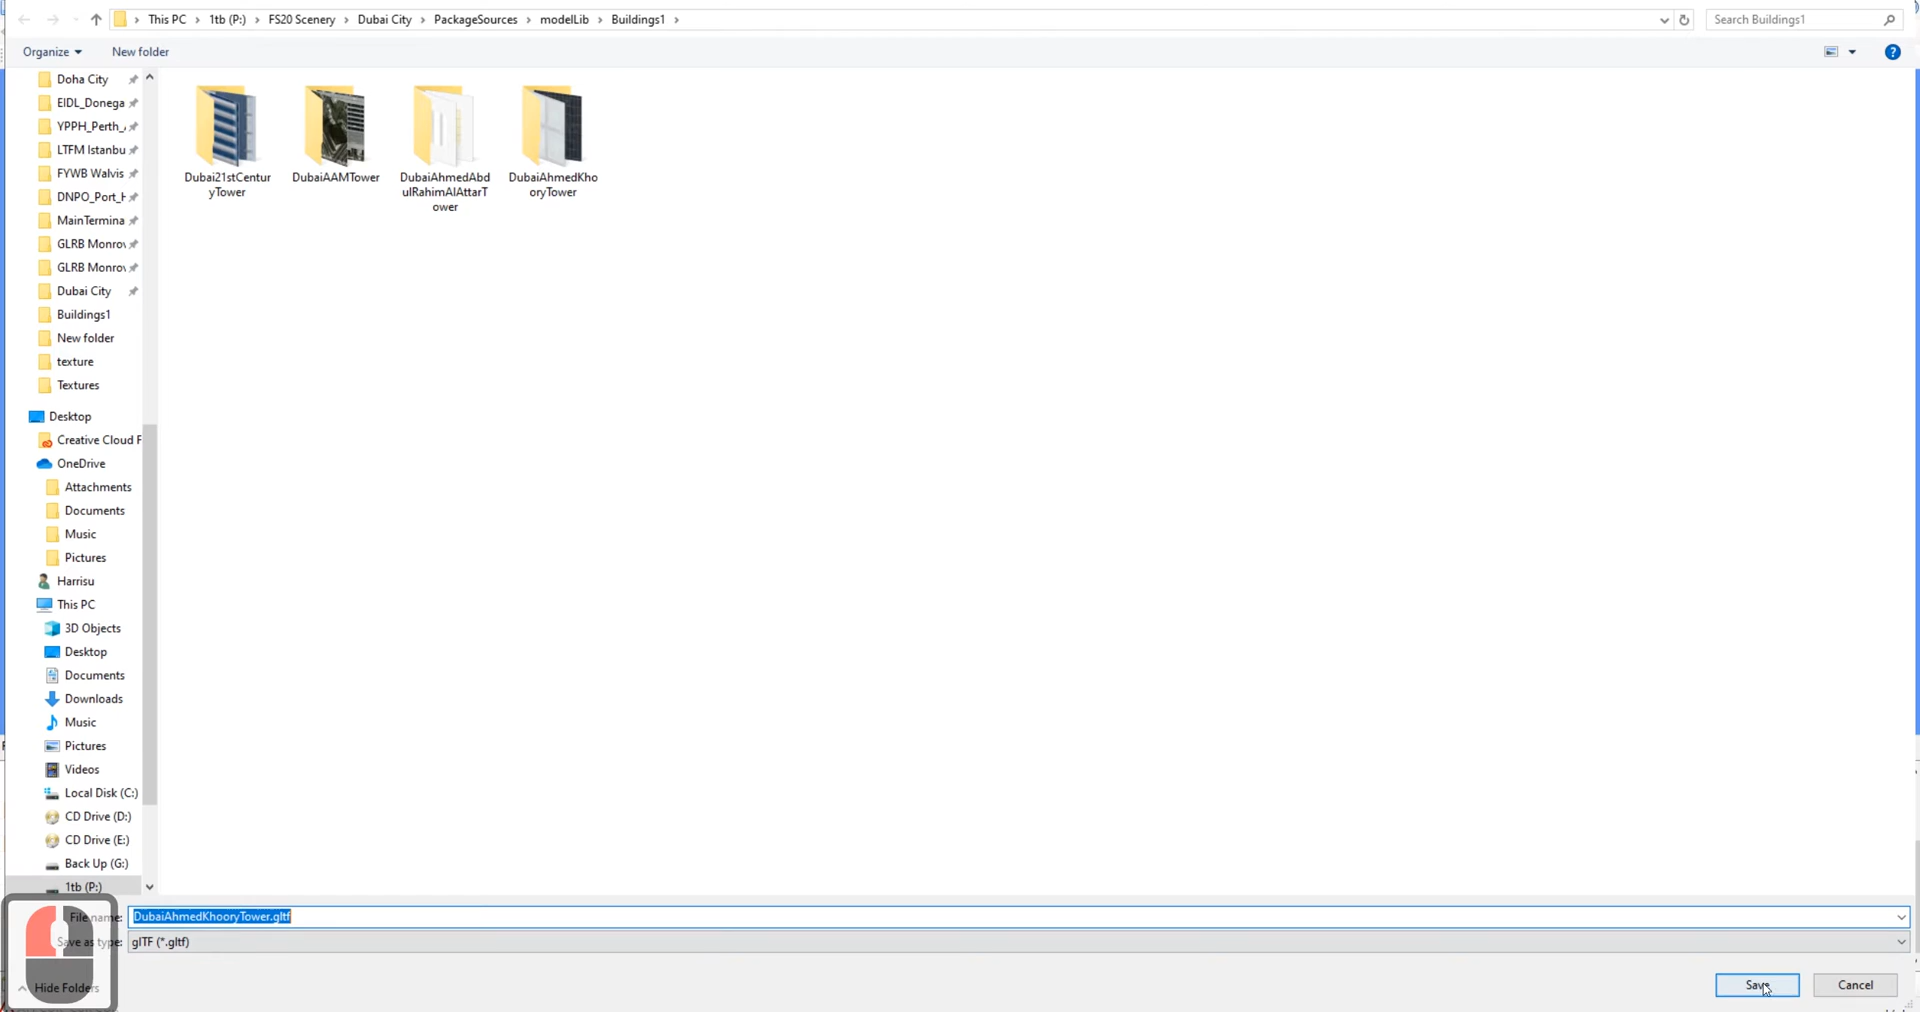 This PC > 1tb (P:) > FS20 Scenery > Dubai City > PackageSources > modelLib > Buildings1 >
Search Buildings1
Organize
New folder
Doha City
EIDL_Donega
YPPH_Perth_
LTFM Istanbu
FYWB Walvis
DNPO_Port_H
MainTermina
GLRB Monrov
GLRB Monrov
Dubai City
Buildings1
New folder
texture
Textures
Desktop
Creative Cloud F
OneDrive
Attachments
Documents
Music
Pictures
Harrisu
This PC
3D Objects
Desktop
Documents
Downloads
Music
Pictures
Videos
Local Disk (C:)
CD Drive (D:)
CD Drive (E:)
Back Up (G:)
1tb (P:)
Dubai21stCentur
yTower
DubaiAAMTower
DubaiAhmedAbd
ulRahimAlAttarT
ower
DubaiAhmedKho
oryTower
File name: DubaiAhmedKhooryTower.gltf
Save as type: glTF (*.gltf)
Hide Folders
Save
Cancel